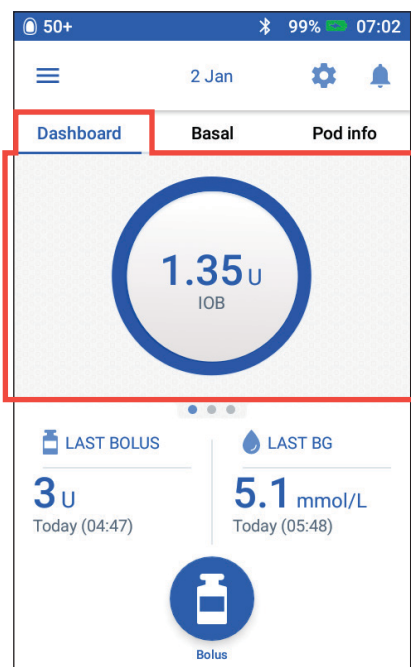 50+ 99% 07:02
2 Jan
Dashboard Basal Pod info
1.35 U
IOB
LAST BOLUS LAST BG
3 U 5.1 mmol/L
Today (04:47) Today (05:48)
Bolus